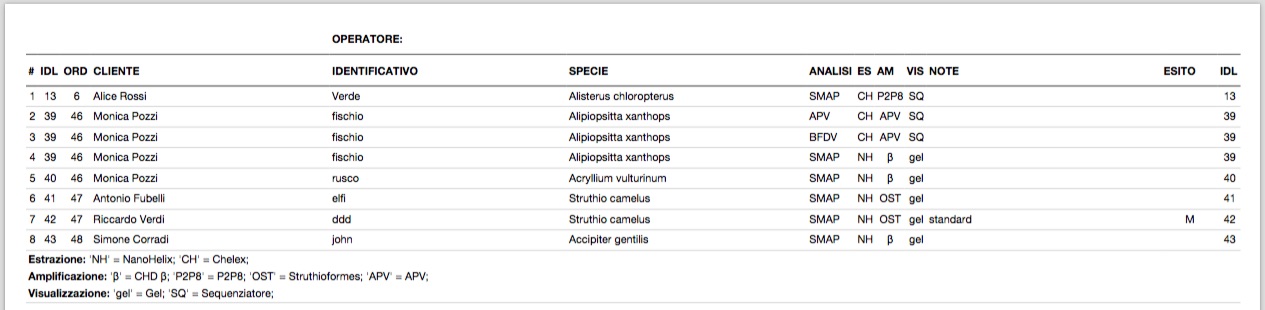 OPERATORE:
# IDL ORD CLIENTE IDENTIFICATIVO SPECIE ANALISI ES AM VIS NOTE ESITO IDL
1 13 6 Alice Rossi Verde Alisterus chloropterus SMAP CH P2P8 SQ 13
2 39 46 Monica Pozzi fischio Alipiopsitta xanthops APV CH APV SQ 39
3 39 46 Monica Pozzi fischio Alipiopsitta xanthops BFDV CH APV SQ 39
4 39 46 Monica Pozzi fischio Alipiopsitta xanthops SMAP NH β gel 39
5 40 46 Monica Pozzi rusco Acryllium vulturinum SMAP NH β gel 40
6 41 47 Antonio Fubelli elfi Struthio camelus SMAP NH OST gel 41
7 42 47 Riccardo Verdi ddd Struthio camelus SMAP NH OST gel standard M 42
8 43 48 Simone Corradi john Accipiter gentilis SMAP NH β gel 43
Estrazione: 'NH' = NanoHelix; 'CH' = Chelex;
Amplificazione: 'β' = CHD β; 'P2P8' = P2P8; 'OST' = Struthioformes; 'APV' = APV;
Visualizzazione: 'gel' = Gel; 'SQ' = Sequenziatore;